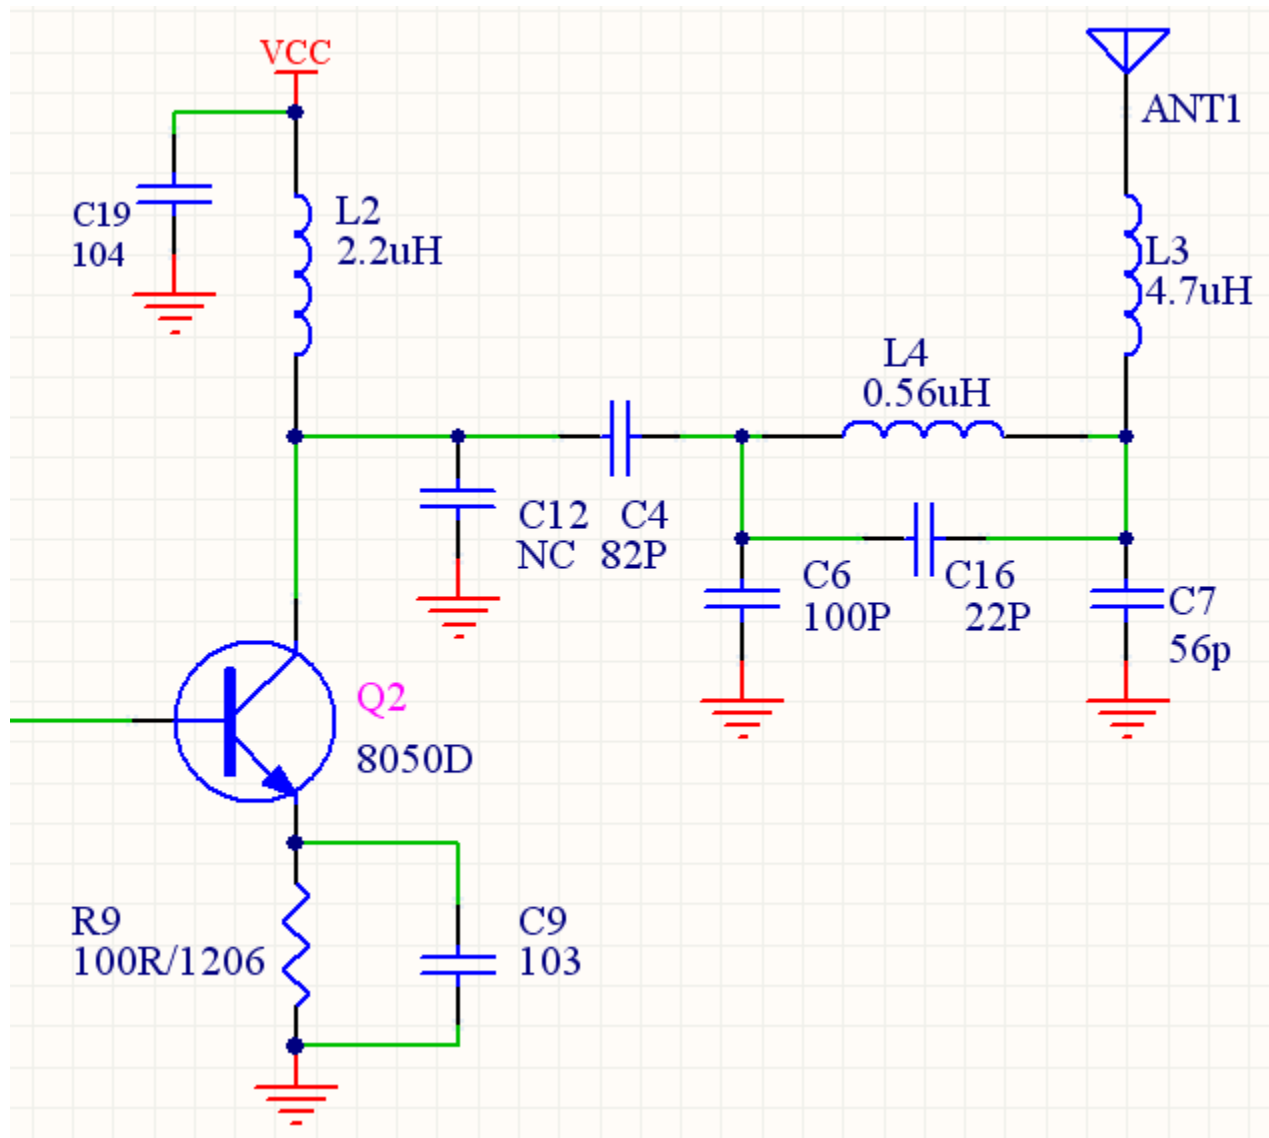 VCC
ANT1
C19
104
L2
2.2uH
L3
4.7uH
L4
0.56uH
C12 C4
NC 82P
C6
100P
C16
22P
C7
56p
Q2
8050D
R9
100R/1206
C9
103